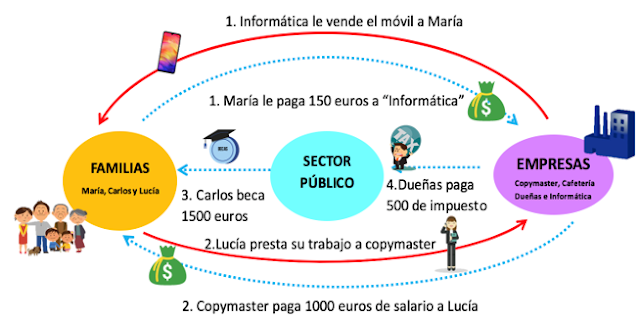 1. Informática le vende el móvil a María
1. María le paga 150 euros a “Informática”
TAX
FAMILIAS
María, Carlos y Lucía
SECTOR
PÚBLICO
EMPRESAS
Copymaster, Cafetería
Dueñas e Informática
3. Carlos beca
1500 euros
4.Dueñas paga
500 de impuesto
2.Lucía presta su trabajo a copymaster
2. Copymaster paga 1000 euros de salario a Lucía